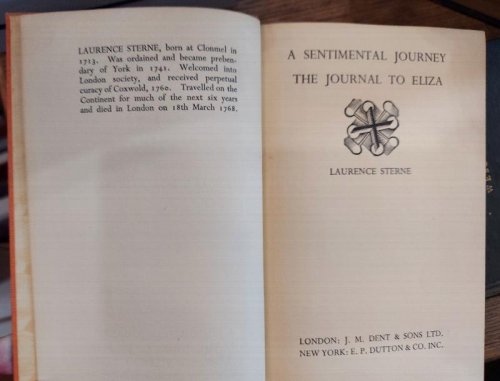 LAURENCE STERNE, born at Clonmel in
1713. Was ordained and became preben-
dary of York in 1741. Welcomed into
London society, and received perpetual
curacy of Coxwold, 1760. Travelled on the
Continent for much of the next six years
and died in London on 18th March 1768.
A SENTIMENTAL JOURNEY
THE JOURNAL TO ELIZA
LAURENCE STERNE
LONDON: J. M. DENT & SONS LTD.
NEW YORK: E. P. DUTTON & CO. INC.